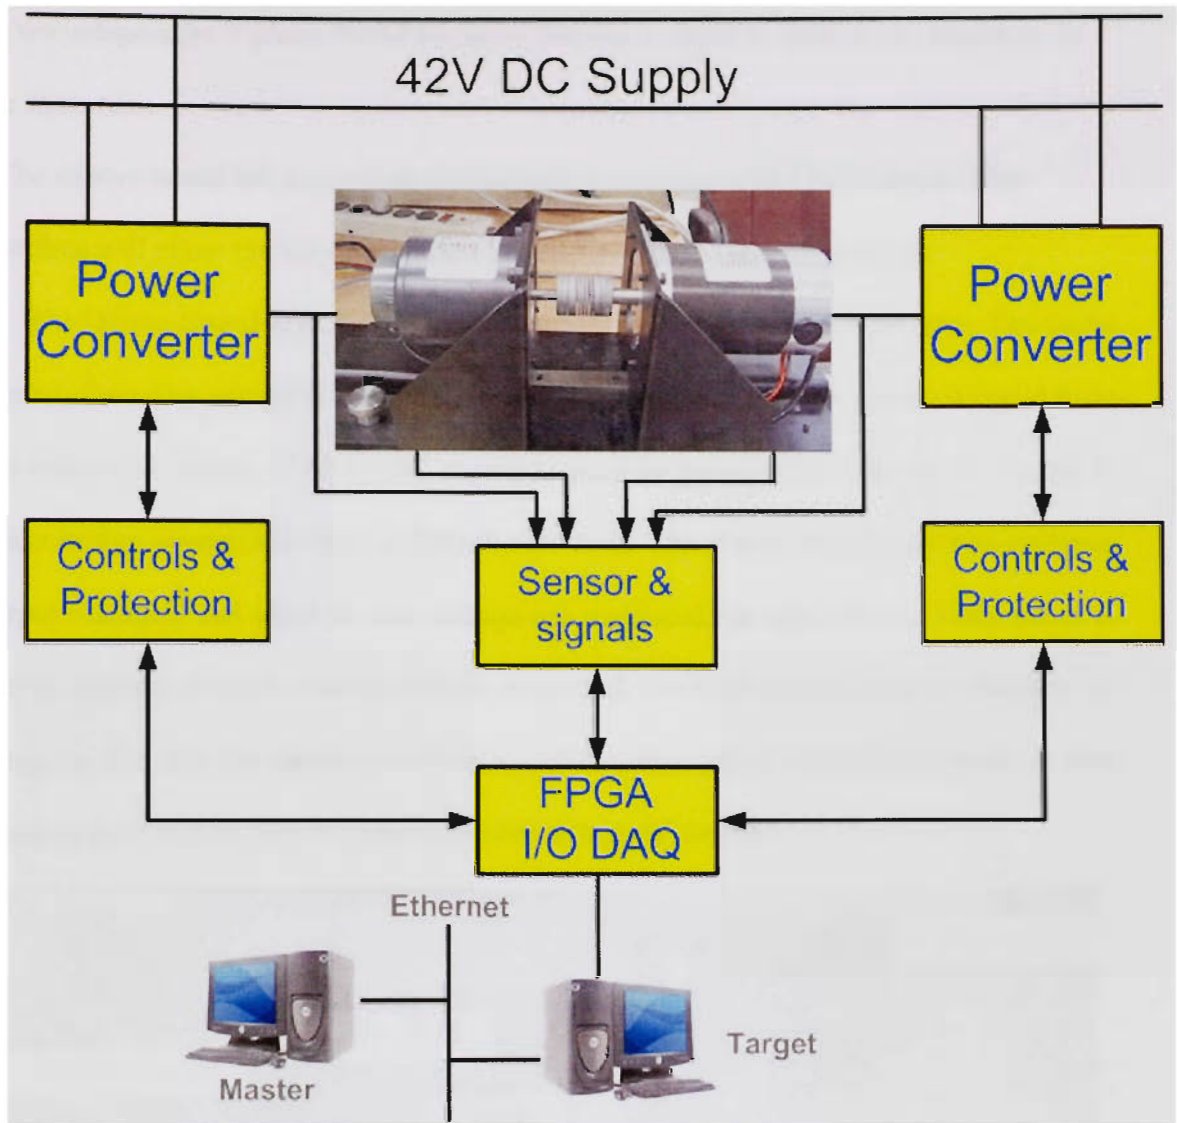 42V DC Supply
Power
Converter
Power
Converter
Controls &
Protection
Sensor &
signals
Controls &
Protection
FPGA
I/O DAQ
Ethernet
Master
Target